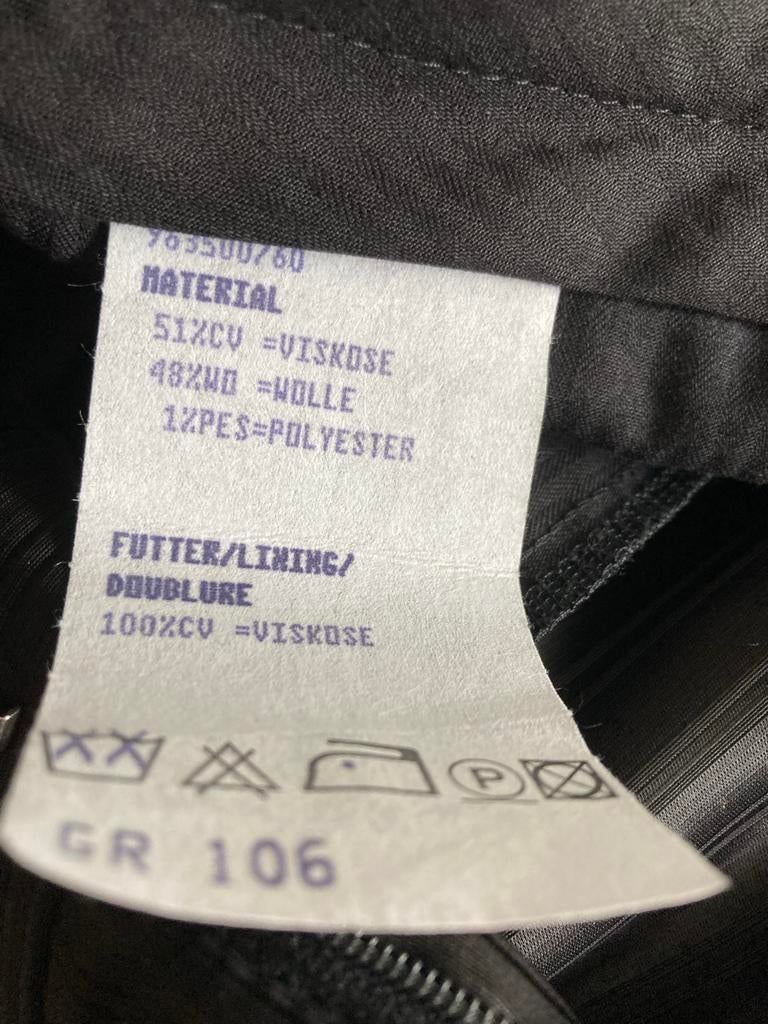 MATERIAL
51%CV =VISKOSE
48%WO =WOLLE
1%PES=POLYESTER
FUTTER/LINING/
DOUBLURE
100%CV =VISKOSE
P
GR 106